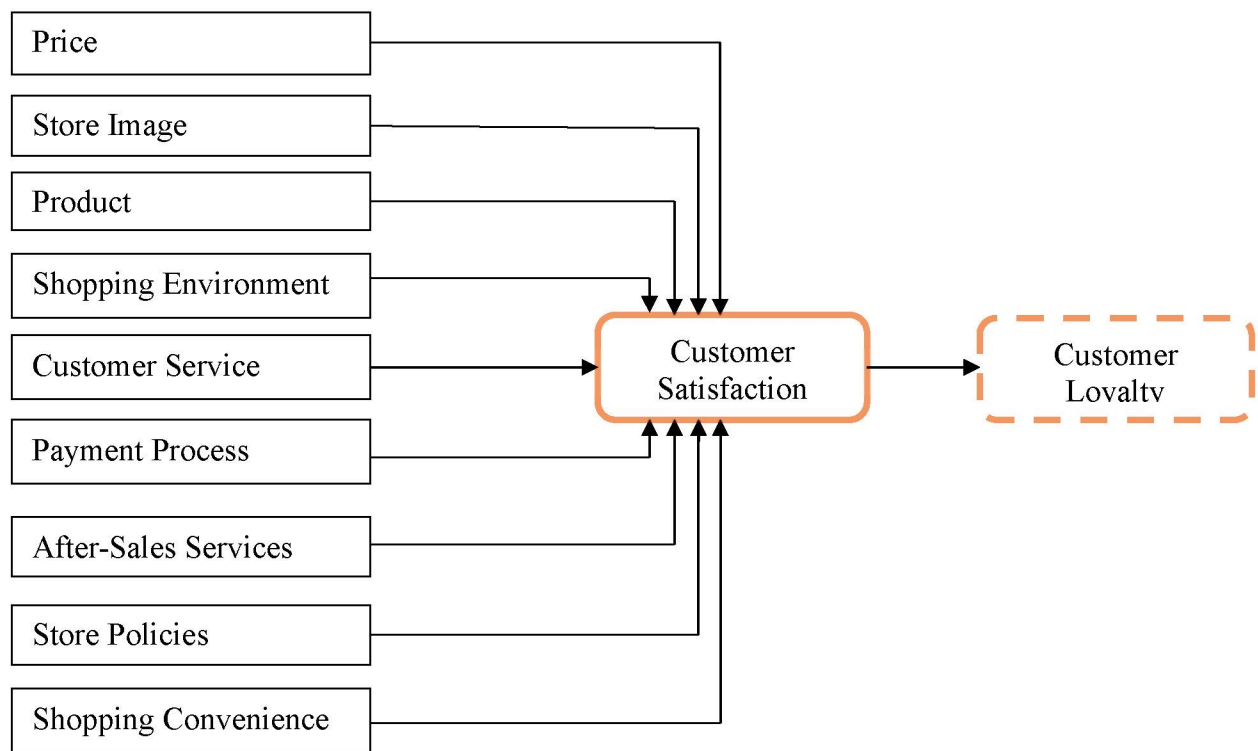 Price
Store Image
Product
Shopping Environment
Customer Service
Payment Process
After-Sales Services
Store Policies
Shopping Convenience
Customer
Satisfaction
Customer
Loyalty